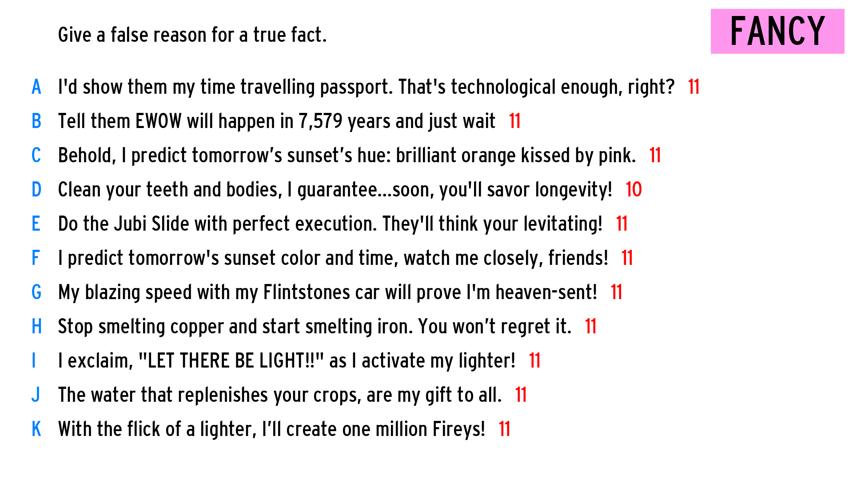 Give a false reason for a true fact.
FANCY
A I'd show them my time travelling passport. That's technological enough, right? 11
B Tell them EWOW will happen in 7,579 years and just wait 11
C Behold, I predict tomorrow’s sunset’s hue: brilliant orange kissed by pink. 11
D Clean your teeth and bodies, I guarantee...soon, you'll savor longevity! 10
E Do the Jubi Slide with perfect execution. They'll think your levitating! 11
F I predict tomorrow's sunset color and time, watch me closely, friends! 11
G My blazing speed with my Flintstones car will prove I'm heaven-sent! 11
H Stop smelting copper and start smelting iron. You won’t regret it. 11
I I exclaim, "LET THERE BE LIGHT!!" as I activate my lighter! 11
J The water that replenishes your crops, are my gift to all. 11
K With the flick of a lighter, I’ll create one million Fireys! 11